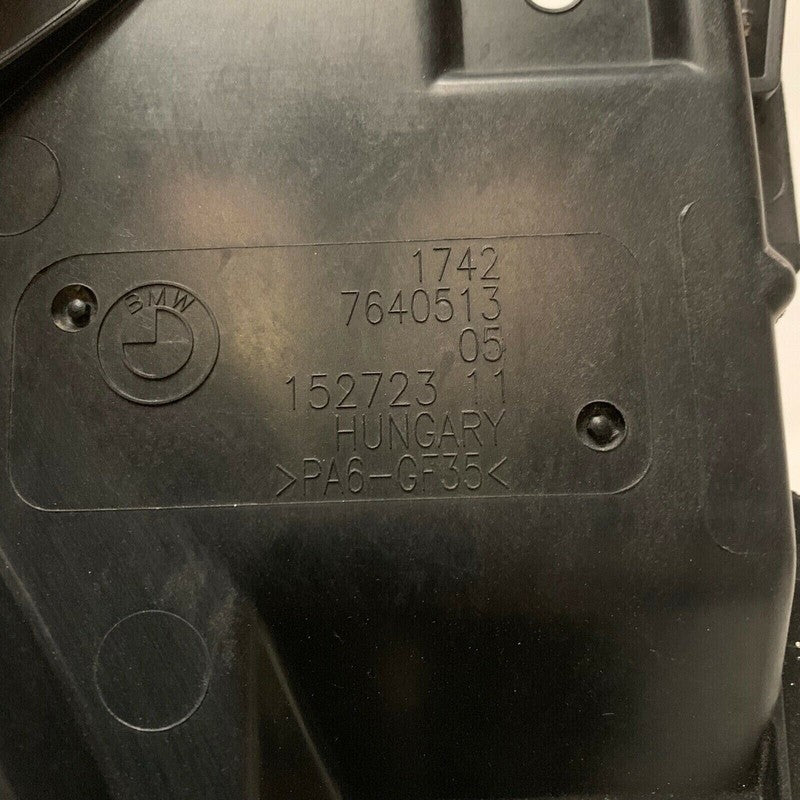 BMW
1742
7640513
05
152723 11
HUNGARY
>PA6-GF35<